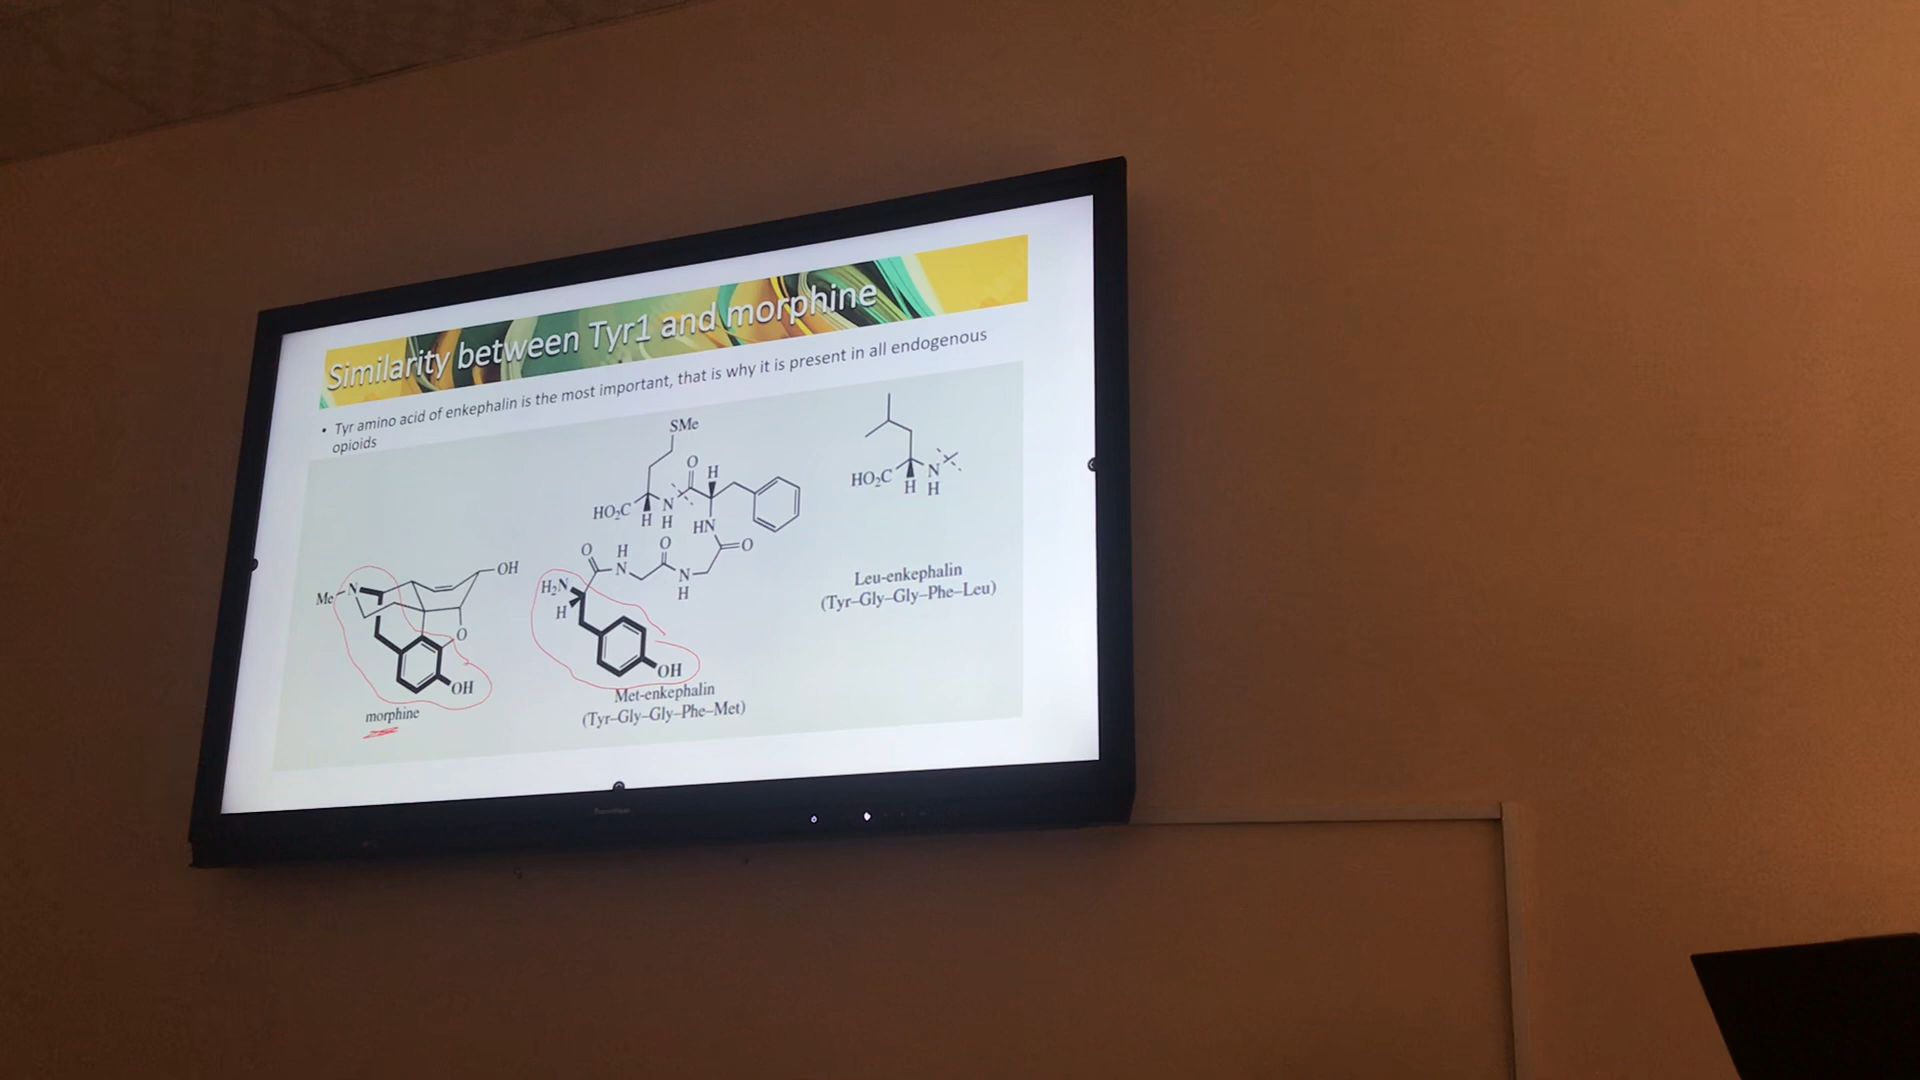 Similarity between Tyr1 and morphine
• Tyr amino acid of enkephalin is the most important, that is why it is present in all endogenous
opioids
SMe
O
H
HO₂C
H
N
H
HN
O
O
H
N
O
N
H
H₂N
H
OH
Met-enkephalin
(Tyr–Gly–Gly–Phe–Met)
Me
N
OH
O
OH
morphine
HO₂C
H
N
H
Leu-enkephalin
(Tyr–Gly–Gly–Phe–Leu)